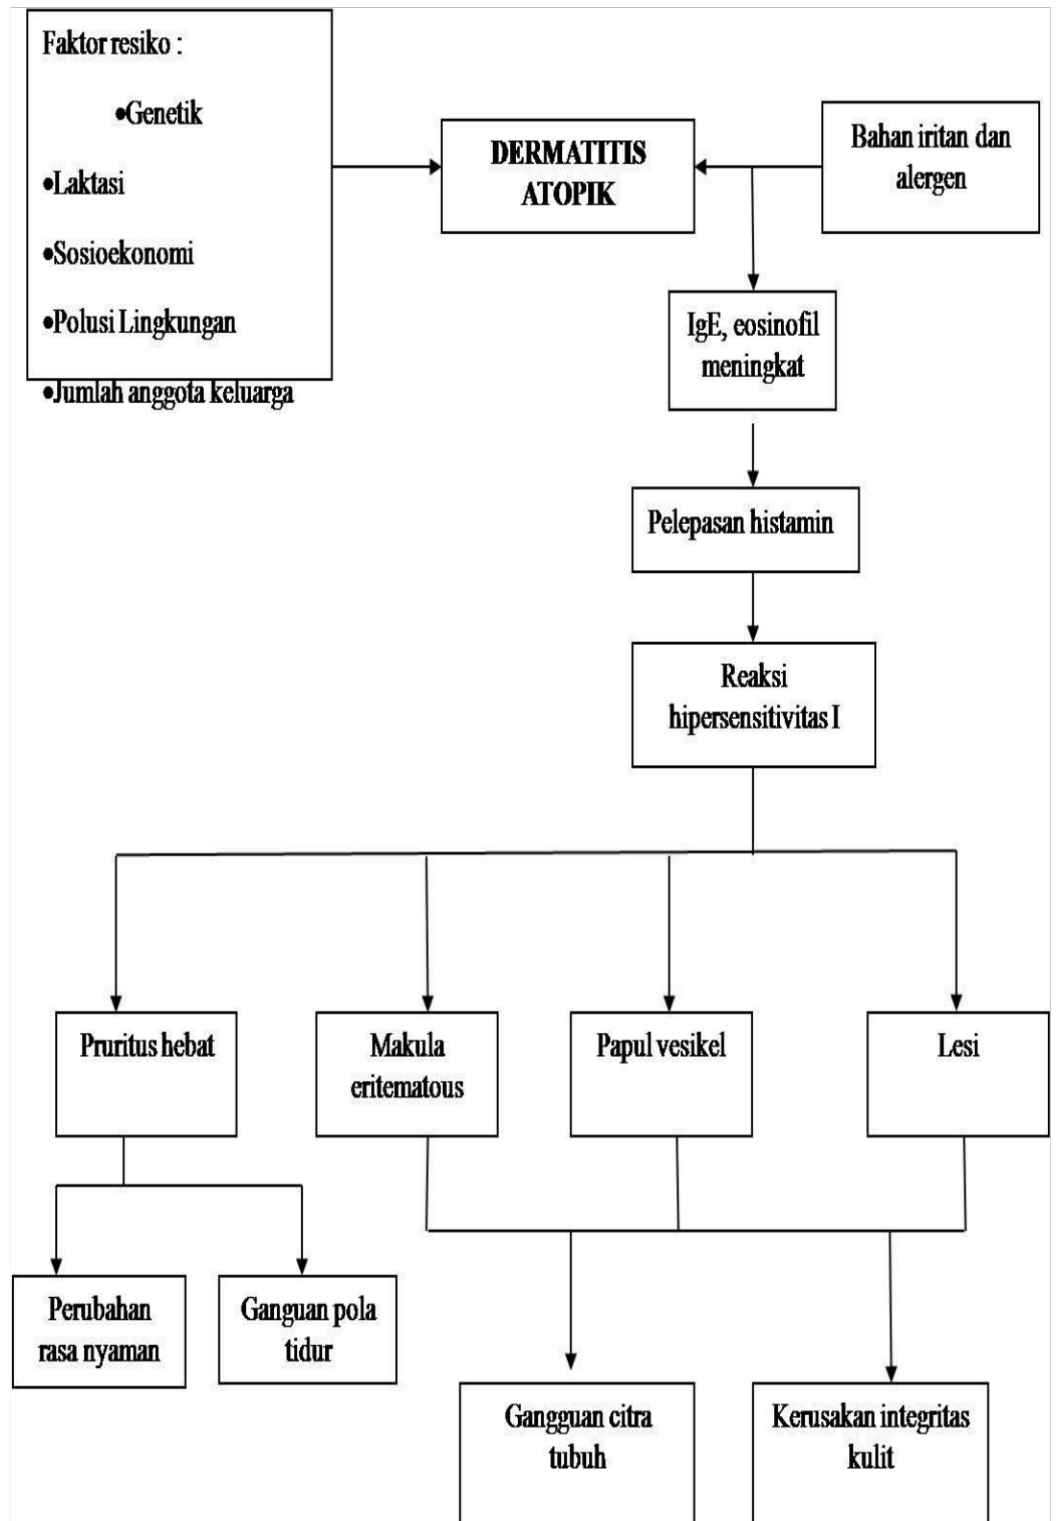 Faktor resiko :
•Genetik
•Laktasi
•Sosioekonomi
•Polusi Lingkungan
•Jumlah anggota keluarga
DERMATITIS
ATOPIK
Bahan iritan dan
alergen
IgE, eosinofil
meningkat
Pelepasan histamin
Reaksi
hipersensitivitas I
Pruritus hebat
Makula
eritematous
Papul vesikel
Lesi
Perubahan
rasa nyaman
Ganguan pola
tidur
Gangguan citra
tubuh
Kerusakan integritas
kulit